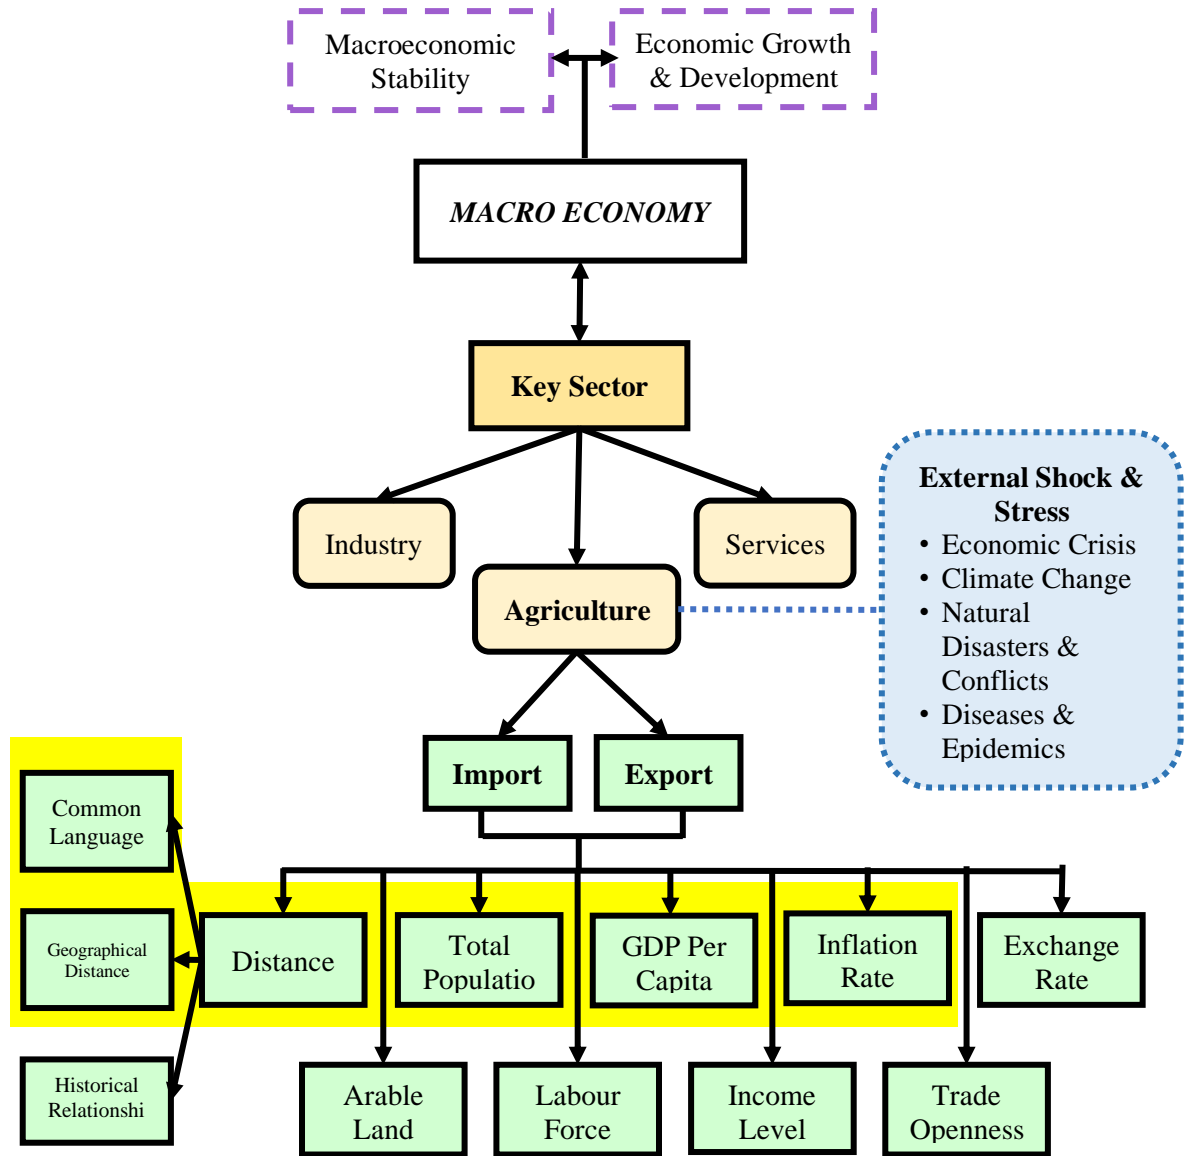 Macroeconomic
Stability
Economic Growth
& Development
MACRO ECONOMY
Key Sector
Industry
Services
Agriculture
External Shock &
Stress
• Economic Crisis
• Climate Change
• Natural
Disasters &
Conflicts
• Diseases &
Epidemics
Import
Export
Common
Language
Geographical
Distance
Historical
Relationshi
Distance
Total
Populatio
GDP Per
Capita
Inflation
Rate
Exchange
Rate
Arable
Land
Labour
Force
Income
Level
Trade
Openness